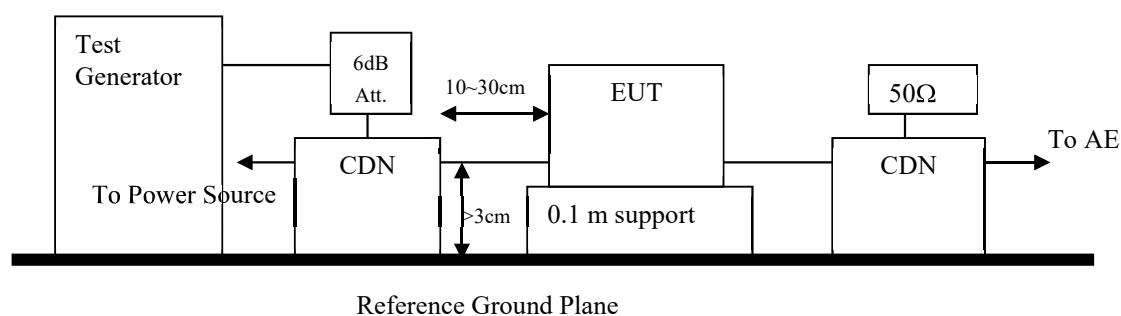 Test
Generator
6dB
Att.
10~30cm
EUT
50Ω
CDN
CDN
To AE
To Power Source
>3cm
0.1 m support
Reference Ground Plane